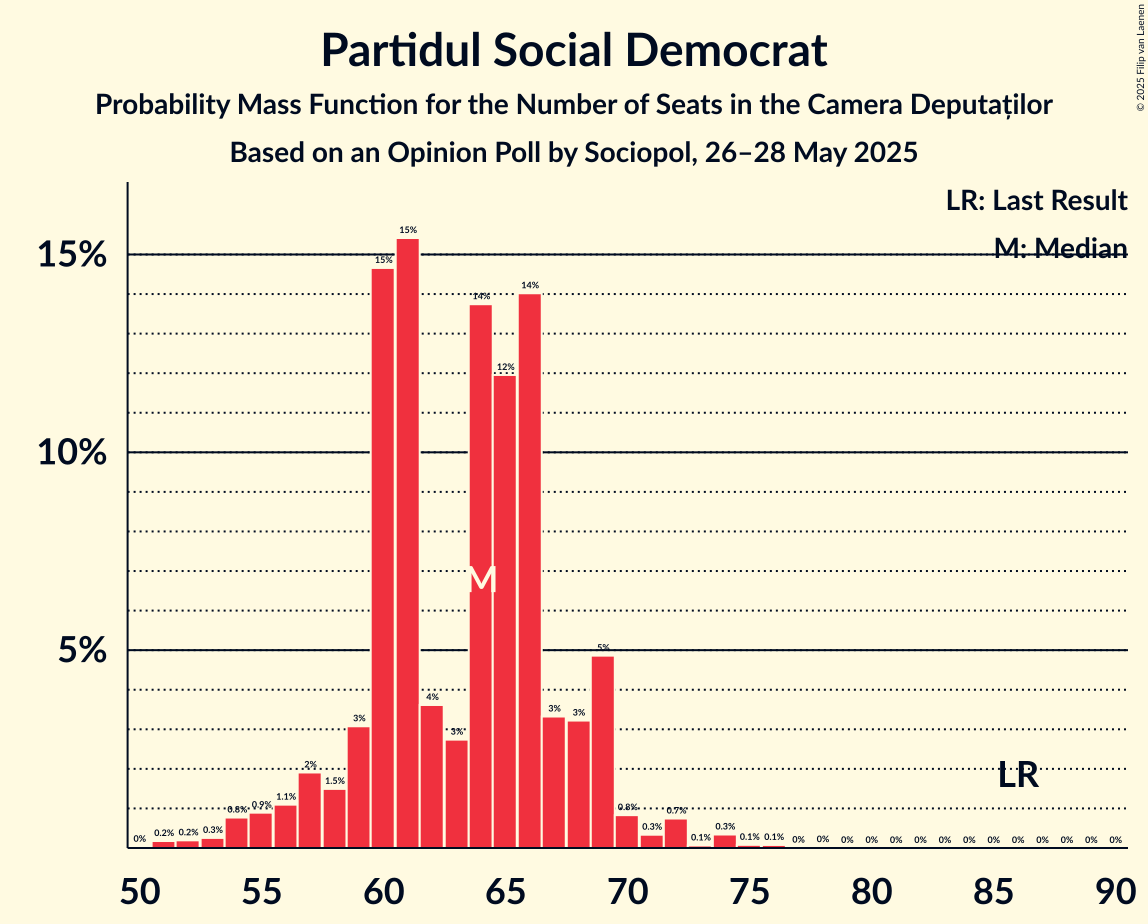 Partidul Social Democrat
Probability Mass Function for the Number of Seats in the Camera Deputaților
Based on an Opinion Poll by Sociopol, 26–28 May 2025
© 2025 Filip van Laenen
LR: Last Result
M: Median
15%
10%
5%
0% 0.2% 0.2% 0.3% 0.8% 0.9% 1.1% 2% 1.5% 3% 15% 15% 4% 3% 14% 12% 14% 3% 3% 5% 0.8% 0.3% 0.7% 0.1% 0.3% 0.1% 0.1% 0% 0% 0% 0% 0% 0% 0% 0% 0% 0% 0% 0% 0% 0%
M
LR
50 55 60 65 70 75 80 85 90